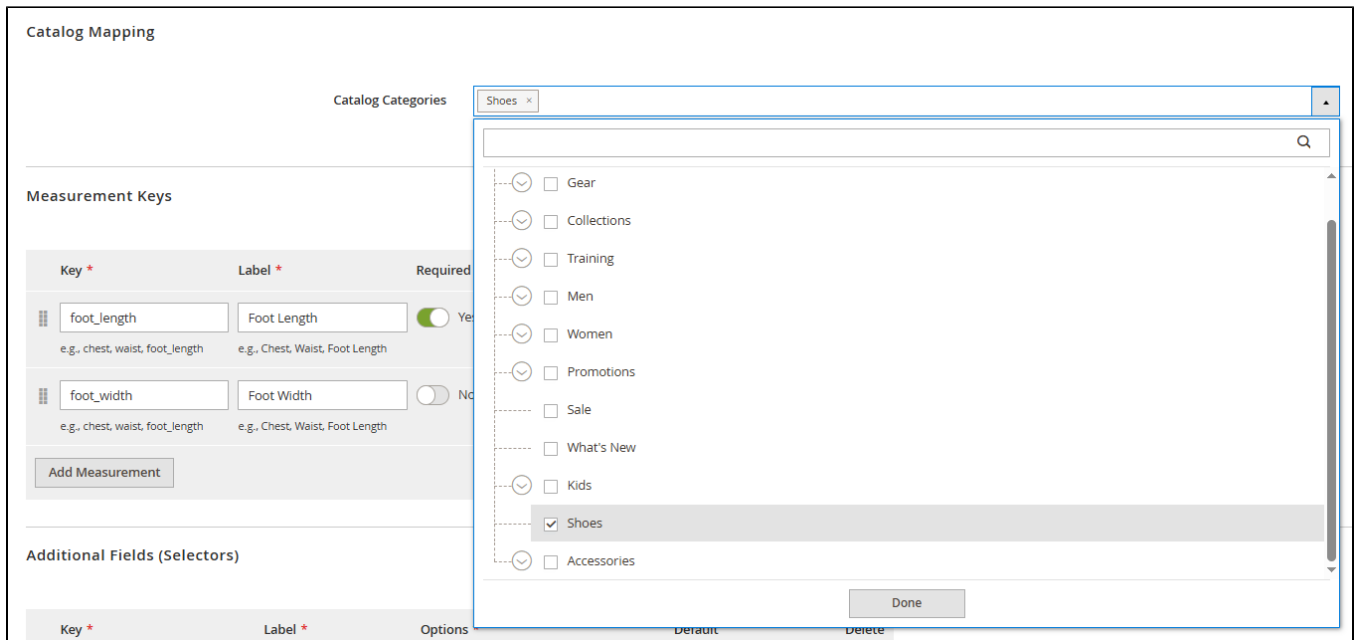 Catalog Mapping
Catalog Categories
Shoes ×
Gear
Collections
Training
Men
Women
Promotions
Sale
What's New
Kids
Shoes
Accessories
Done
Measurement Keys
Key * Label * Required
foot_length Foot Length Yes
e.g., chest, waist, foot_length e.g., Chest, Waist, Foot Length
foot_width Foot Width No
e.g., chest, waist, foot_length e.g., Chest, Waist, Foot Length
Add Measurement
Additional Fields (Selectors)
Key * Label * Options * Default Delete